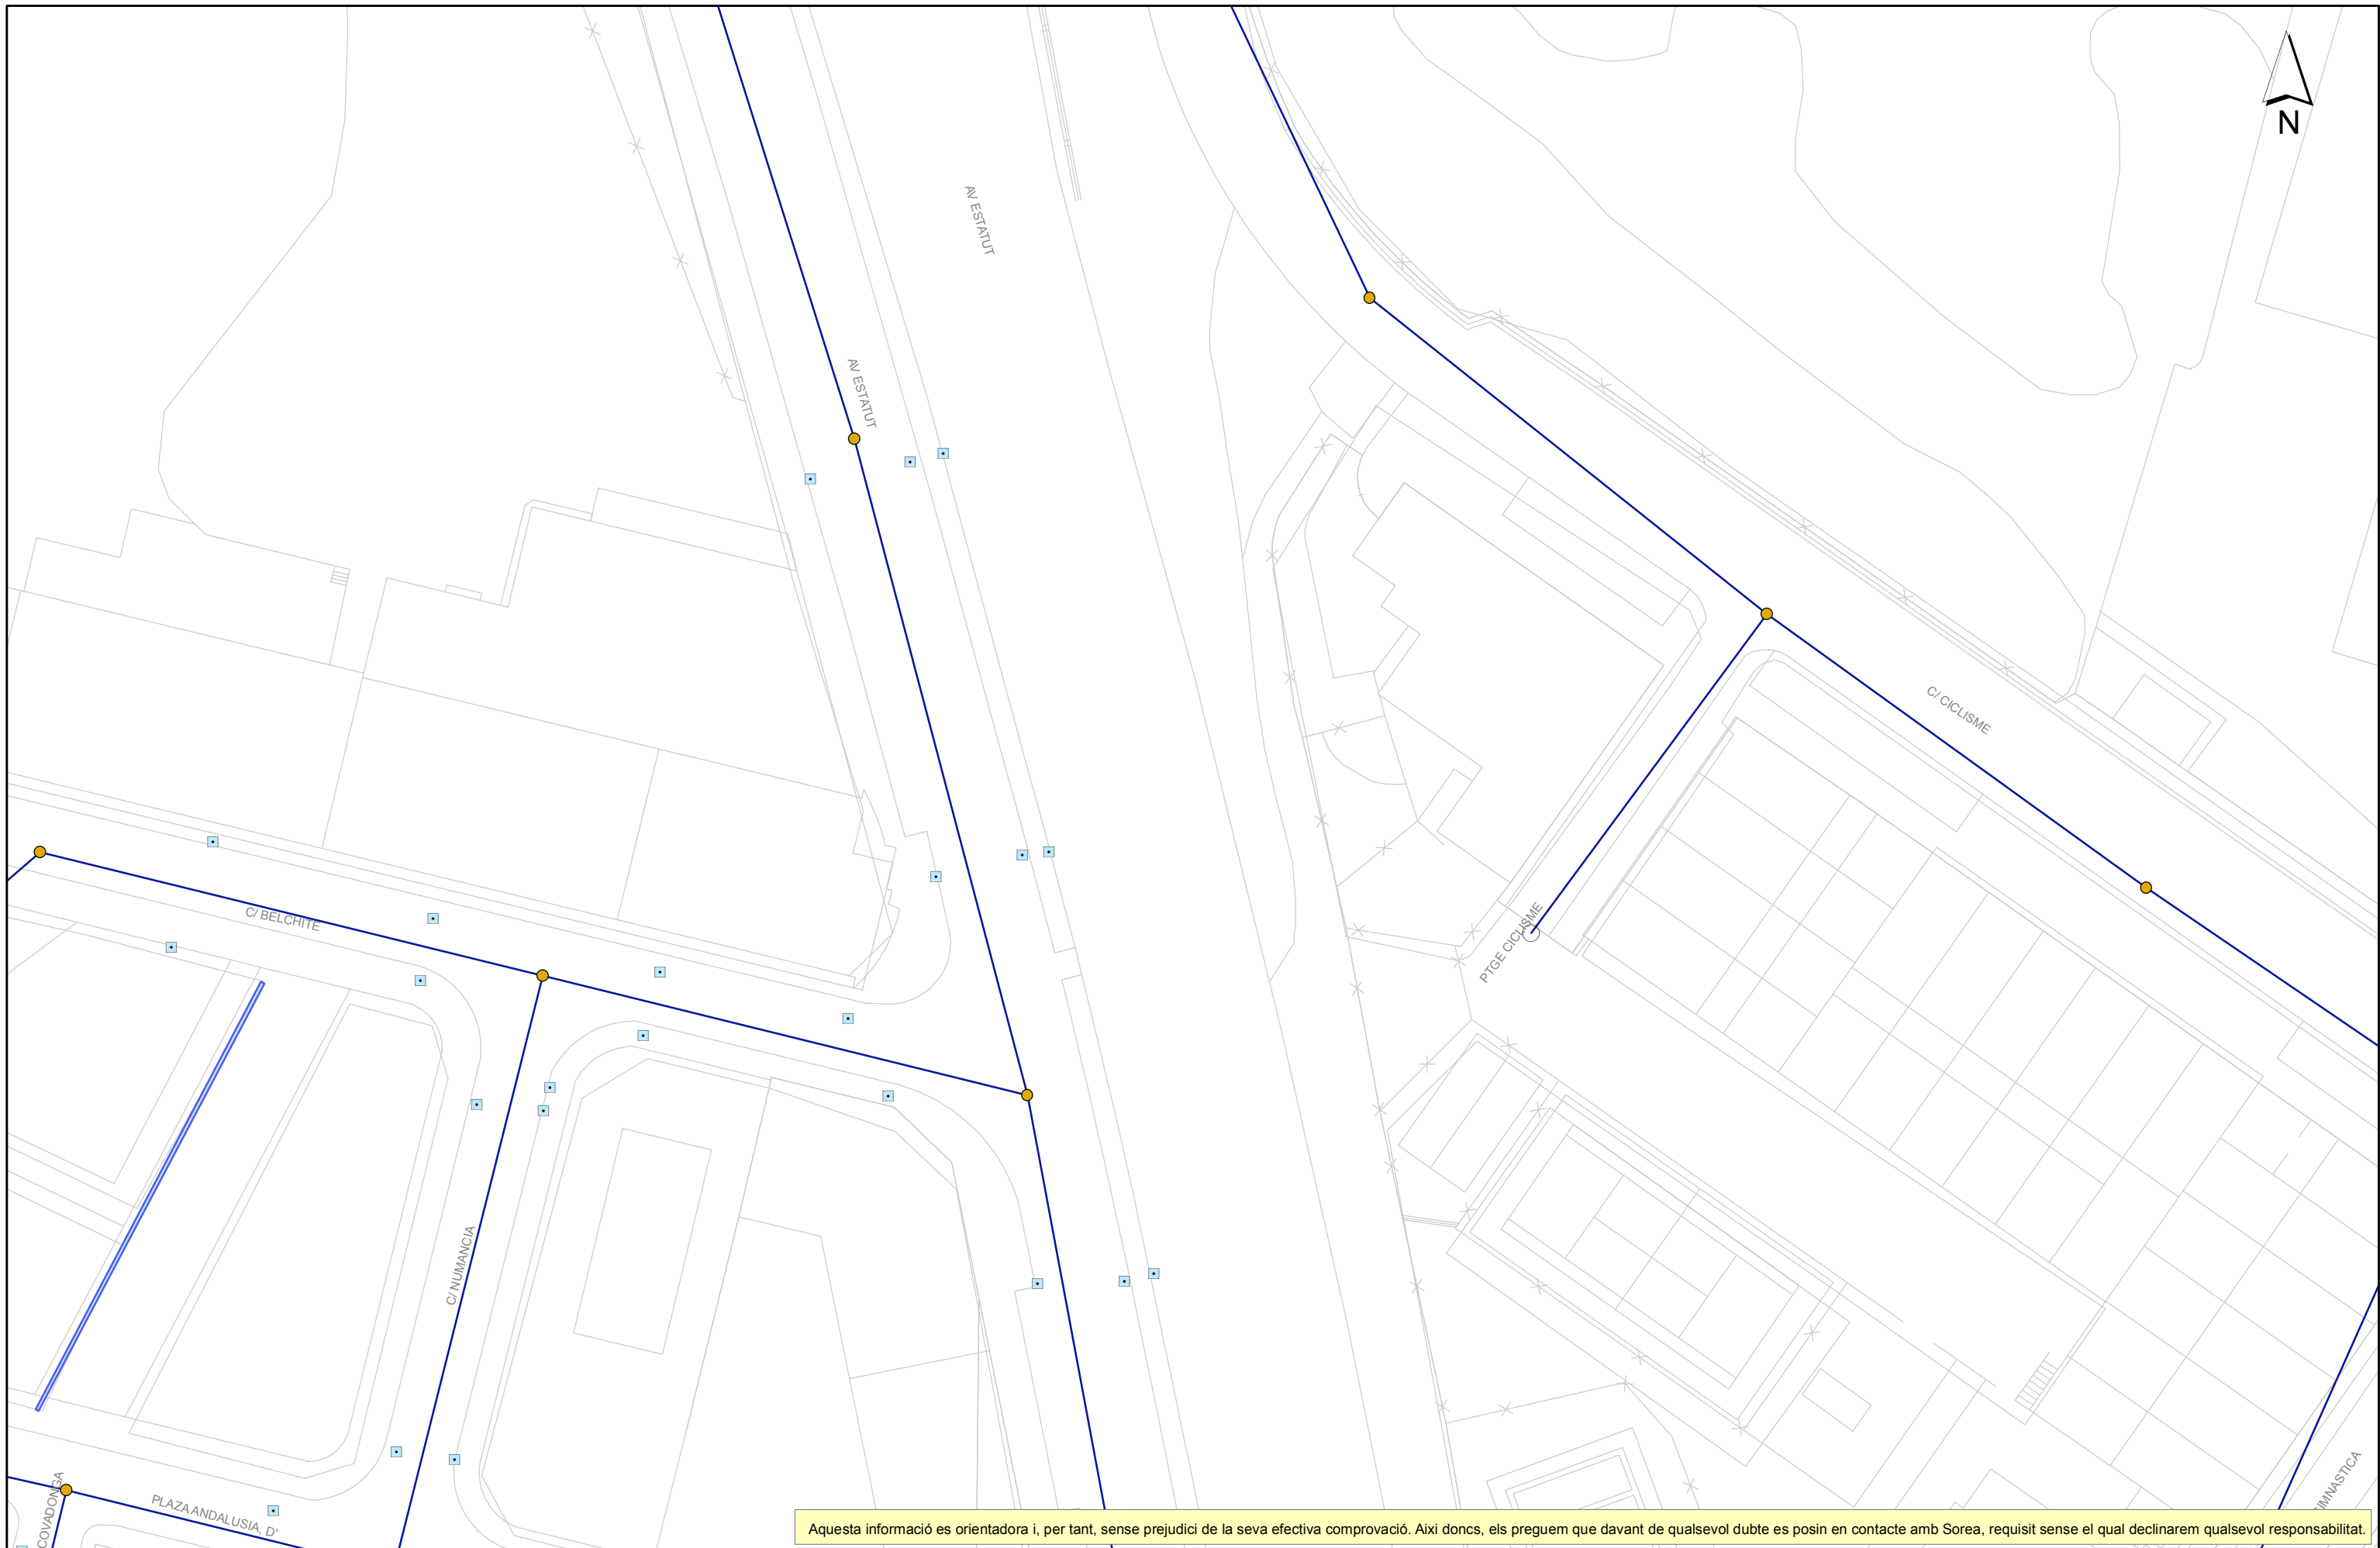 N
AV ESTATUT
AV ESTATUT
C/ CICLISME
C/ BELCHITE
PTGE CICLISME
C/ NUMANCIA
COVADONGA
PLAZA ANDALUSIA, D'
Aquesta informació es orientadora i, per tant, sense prejudici de la seva efectiva comprovació. Aixi doncs, els preguem que davant de qualsevol dubte es posin en contacte amb Sorea, requisit sense el qual declinarem qualsevol responsabilitat.